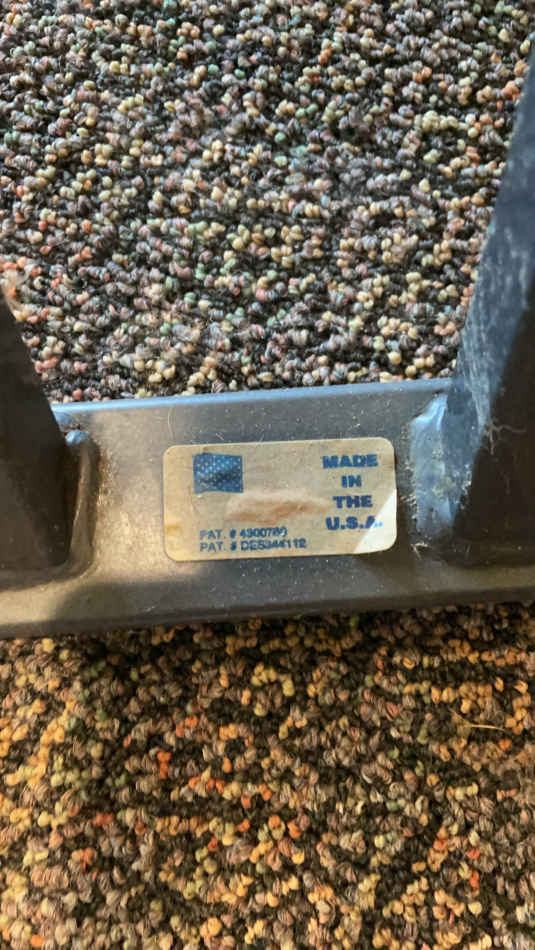 MADE
IN
THE
U.S.A.
PAT. #
PAT. # DES344112